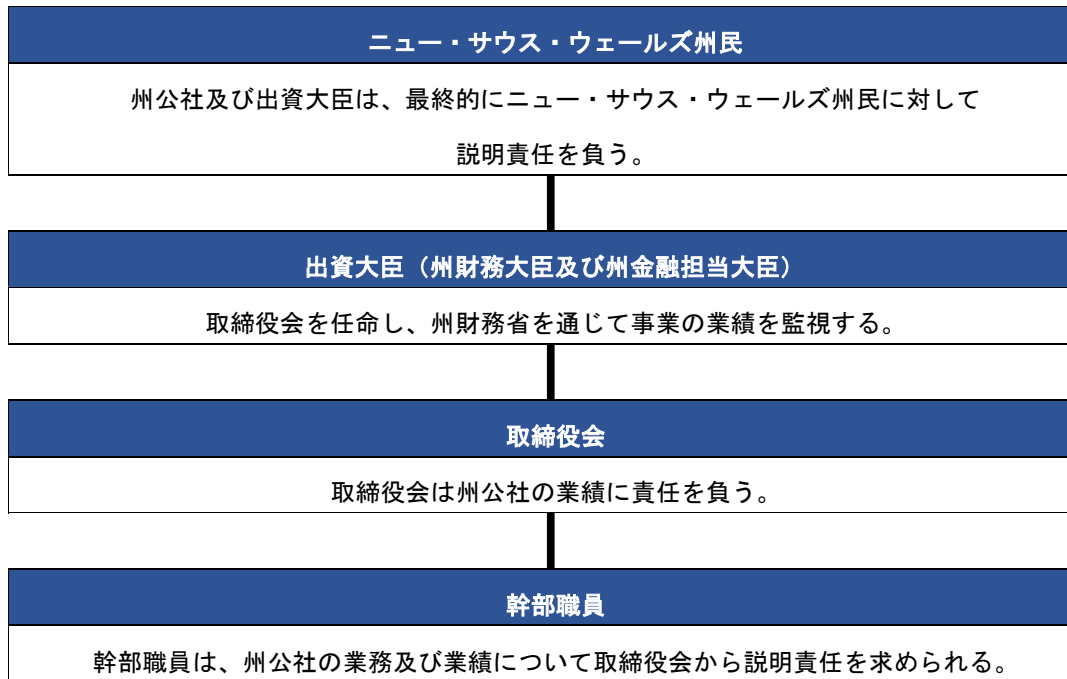 ニュー・サウス・ウェールズ州民
州公社及び出資大臣は、最終的にニュー・サウス・ウェールズ州民に対して
説明責任を負う。
出資大臣（州財務大臣及び州金融担当大臣）
取締役会を任命し、州財務省を通じて事業の業績を監視する。
取締役会
取締役会は州公社の業績に責任を負う。
幹部職員
幹部職員は、州公社の業務及び業績について取締役会から説明責任を求められる。